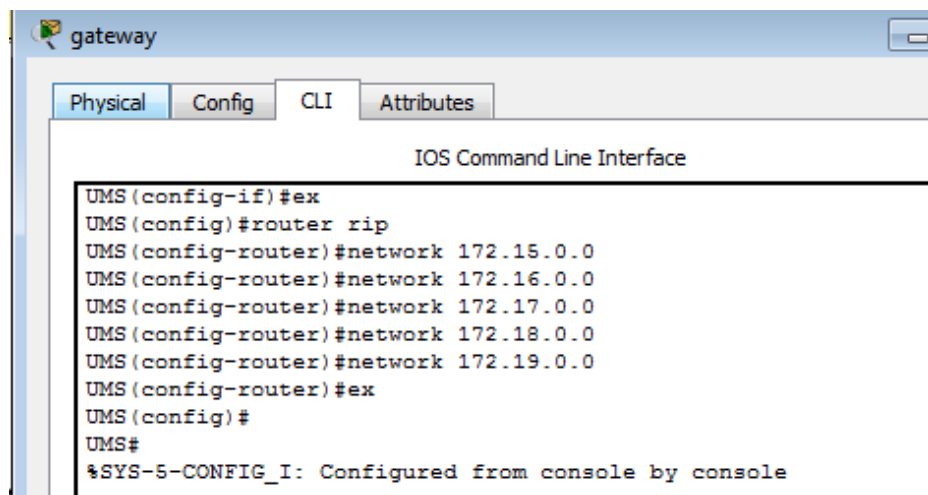 gateway
Physical Config CLI Attributes
IOS Command Line Interface
UMS(config-if)#ex
UMS(config)#router rip
UMS(config-router)#network 172.15.0.0
UMS(config-router)#network 172.16.0.0
UMS(config-router)#network 172.17.0.0
UMS(config-router)#network 172.18.0.0
UMS(config-router)#network 172.19.0.0
UMS(config-router)#ex
UMS(config)#
UMS#
%SYS-5-CONFIG_I: Configured from console by console